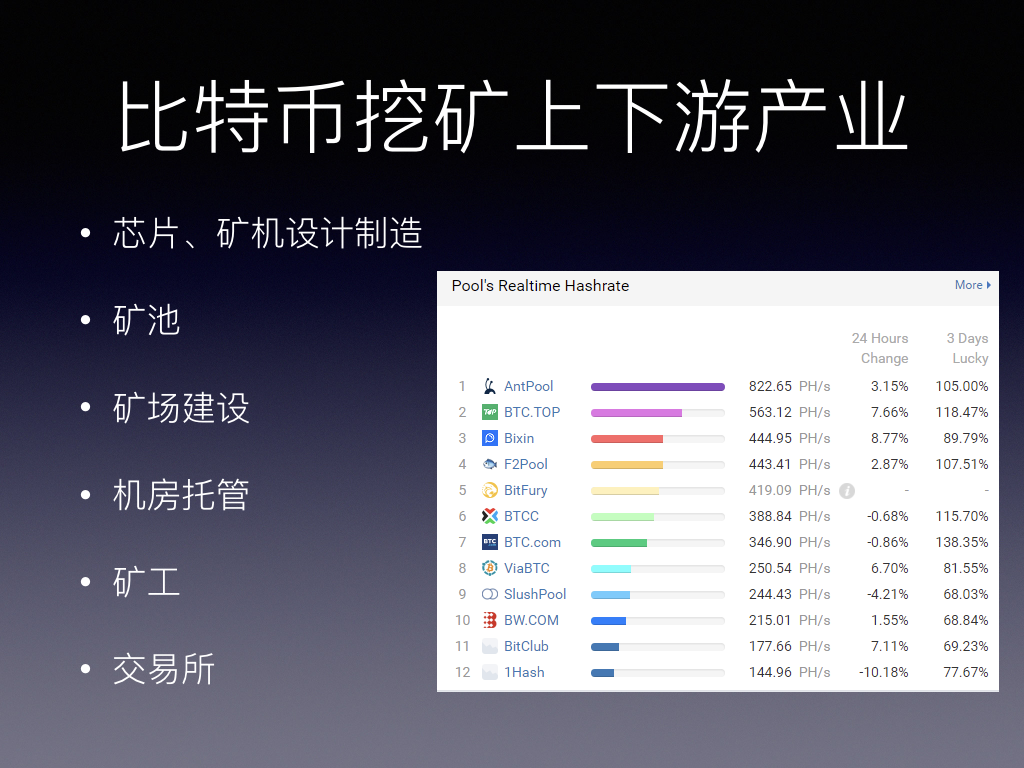 比特币挖矿上下游产业
• 芯片、矿机设计制造
• 矿池
• 矿场建设
• 机房托管
• 矿工
• 交易所
Pool's Realtime Hashrate More
24 Hours Change 3 Days Lucky
1 AntPool 822.65 PH/s 3.15% 105.00%
2 BTC.TOP 563.12 PH/s 7.66% 118.47%
3 Bixin 444.95 PH/s 8.77% 89.79%
4 F2Pool 443.41 PH/s 2.87% 107.51%
5 BitFury 419.09 PH/s - -
6 BTCC 388.84 PH/s -0.68% 115.70%
7 BTC.com 346.90 PH/s -0.86% 138.35%
8 ViaBTC 250.54 PH/s 6.70% 81.55%
9 SlushPool 244.43 PH/s -4.21% 68.03%
10 BW.COM 215.01 PH/s 1.55% 68.84%
11 BitClub 177.66 PH/s 7.11% 69.23%
12 1Hash 144.96 PH/s -10.18% 77.67%